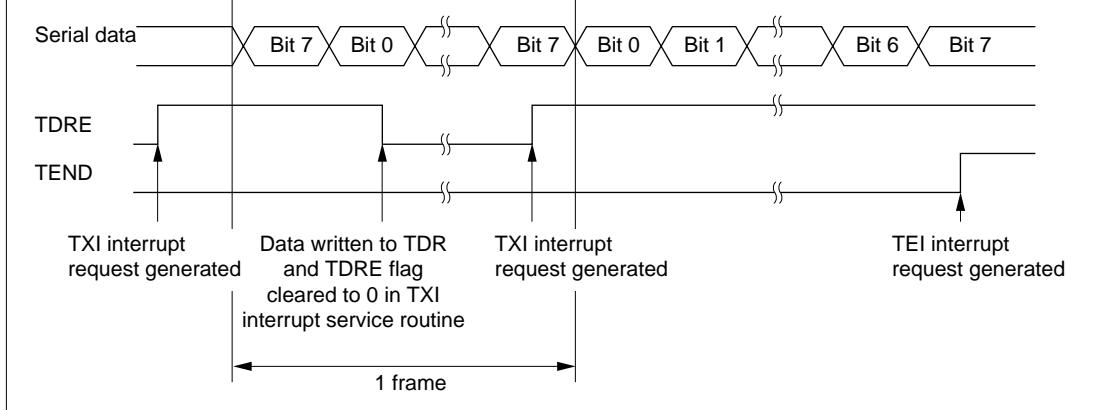 Serial data
Bit 7 Bit 0 Bit 7 Bit 0 Bit 1 Bit 6 Bit 7
TDRE
TEND
TXI interrupt
request generated
Data written to TDR
and TDRE flag
cleared to 0 in TXI
interrupt service routine
TXI interrupt
request generated
TEI interrupt
request generated
1 frame